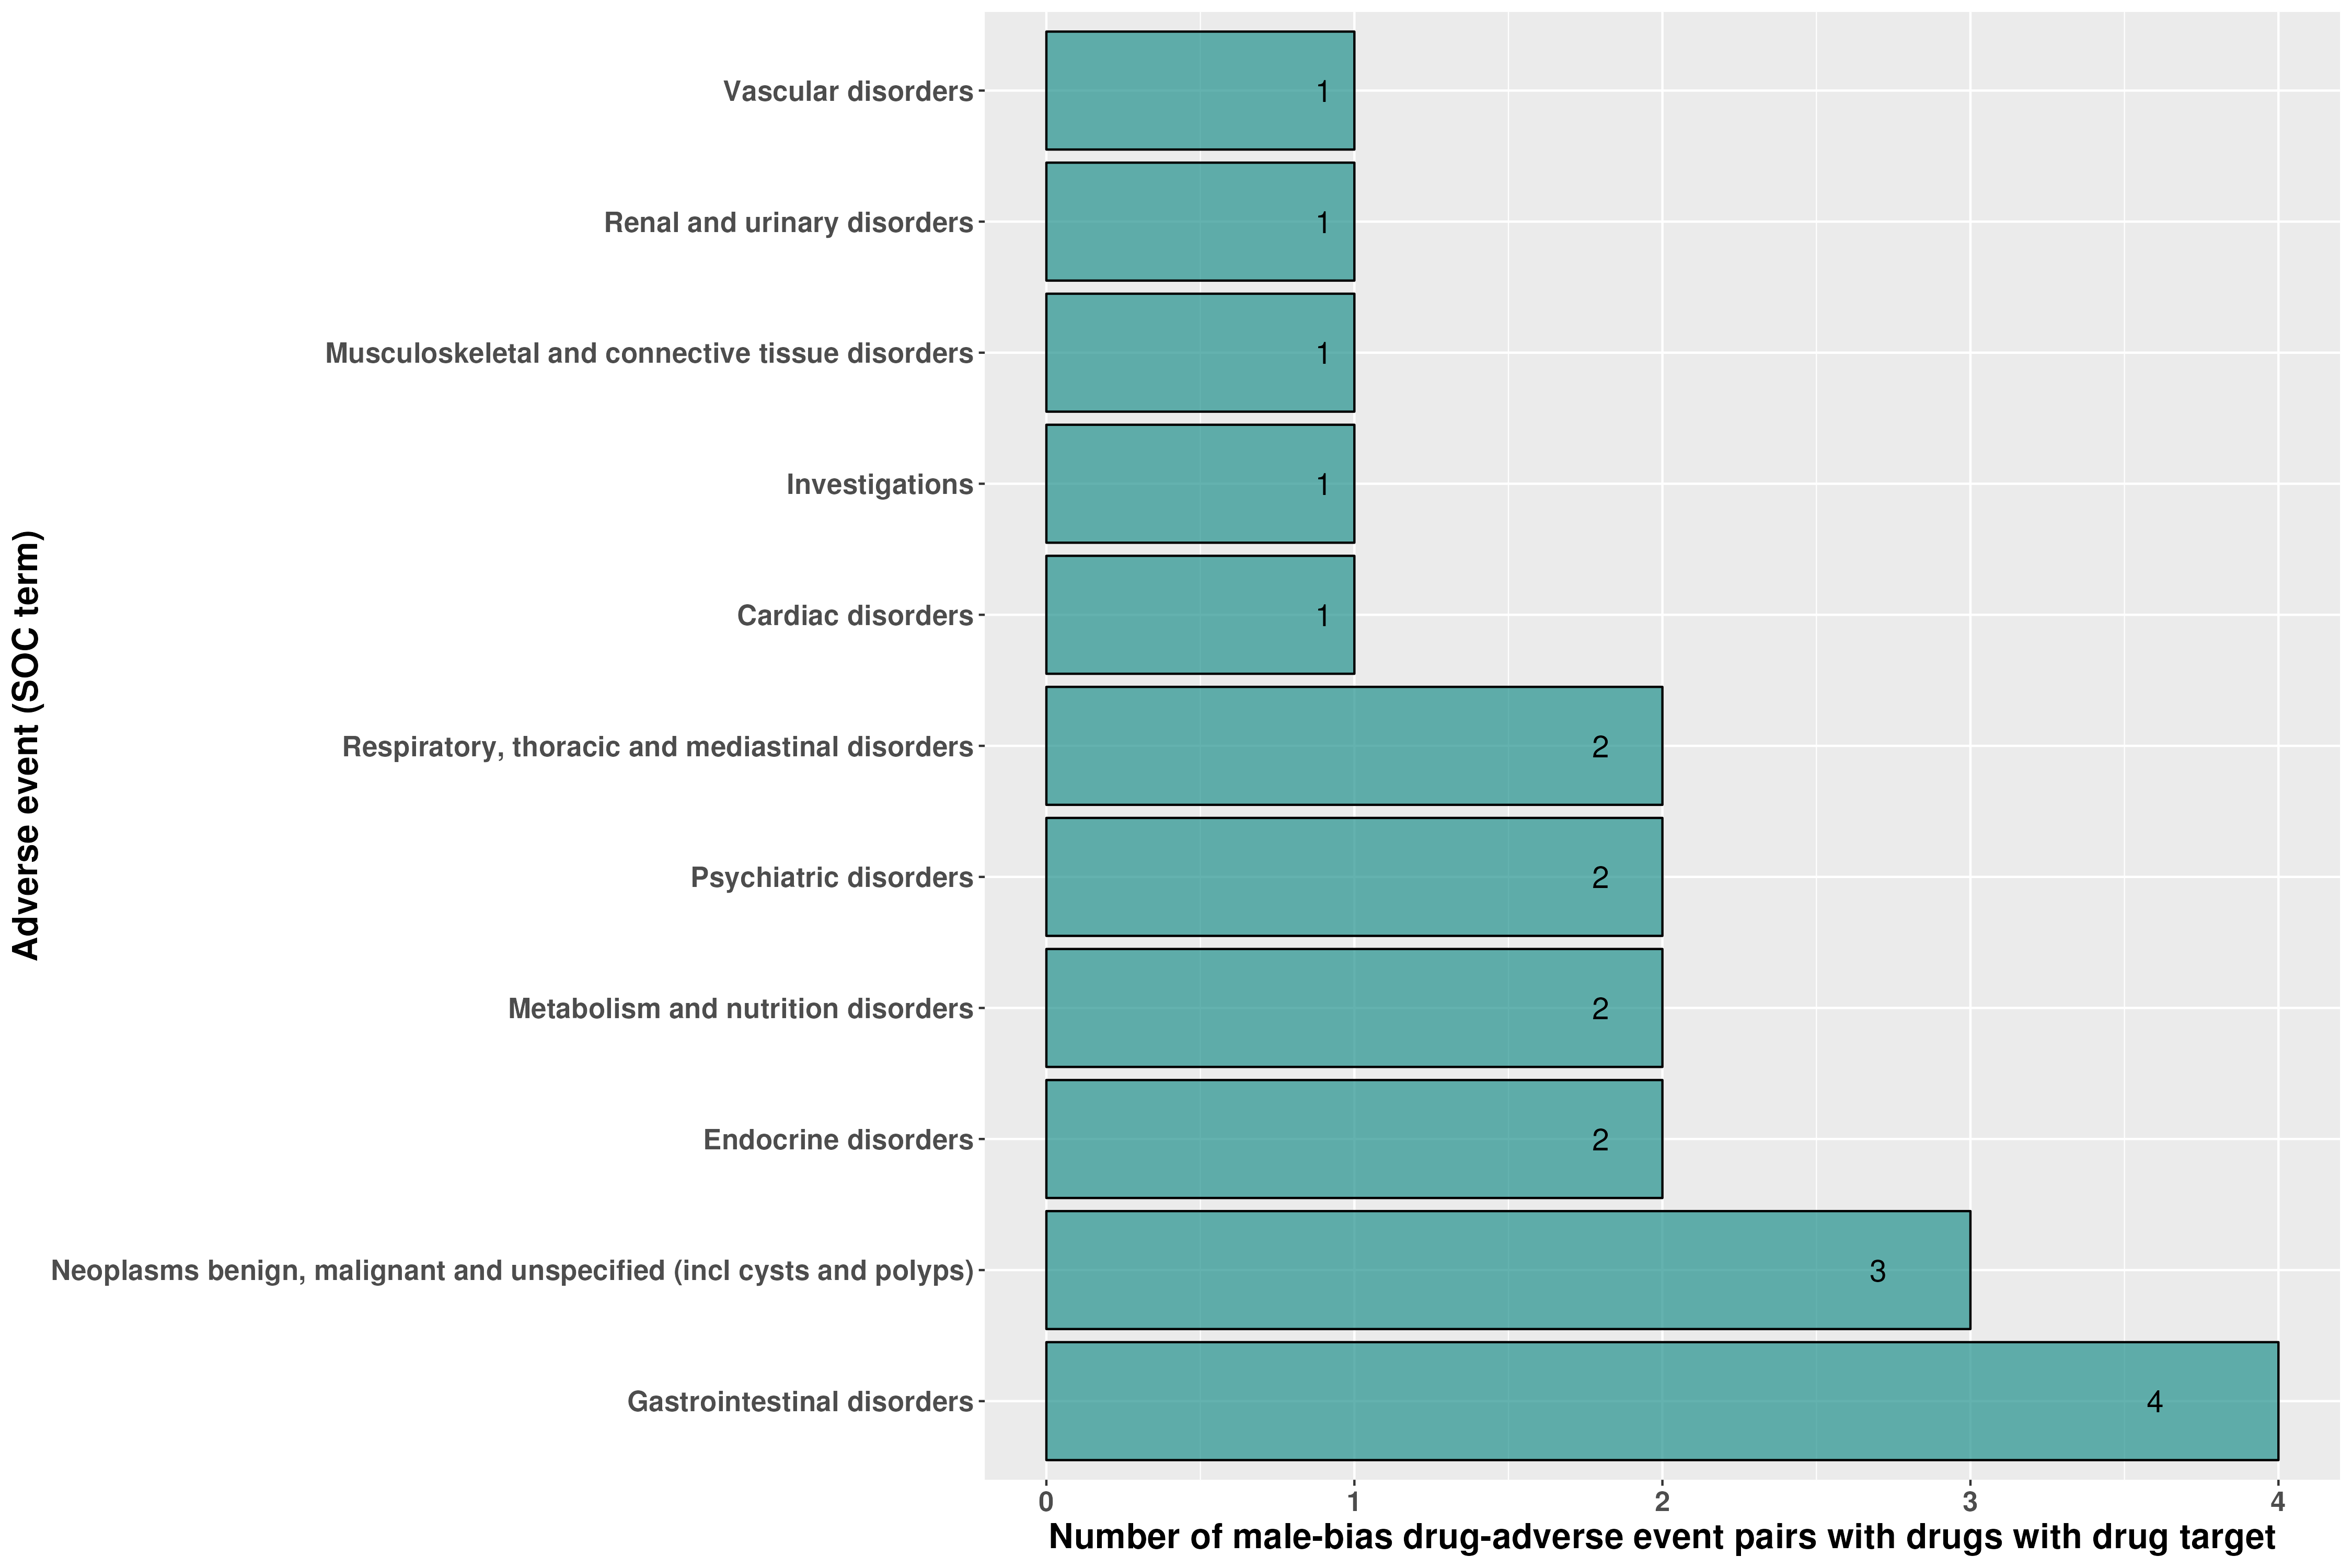 Adverse event (SOC term)
Vascular disorders 1
Renal and urinary disorders 1
Musculoskeletal and connective tissue disorders 1
Investigations 1
Cardiac disorders 1
Respiratory, thoracic and mediastinal disorders 2
Psychiatric disorders 2
Metabolism and nutrition disorders 2
Endocrine disorders 2
Neoplasms benign, malignant and unspecified (incl cysts and polyps) 3
Gastrointestinal disorders 4
0 1 2 3 4
Number of male-bias drug-adverse event pairs with drugs with drug target